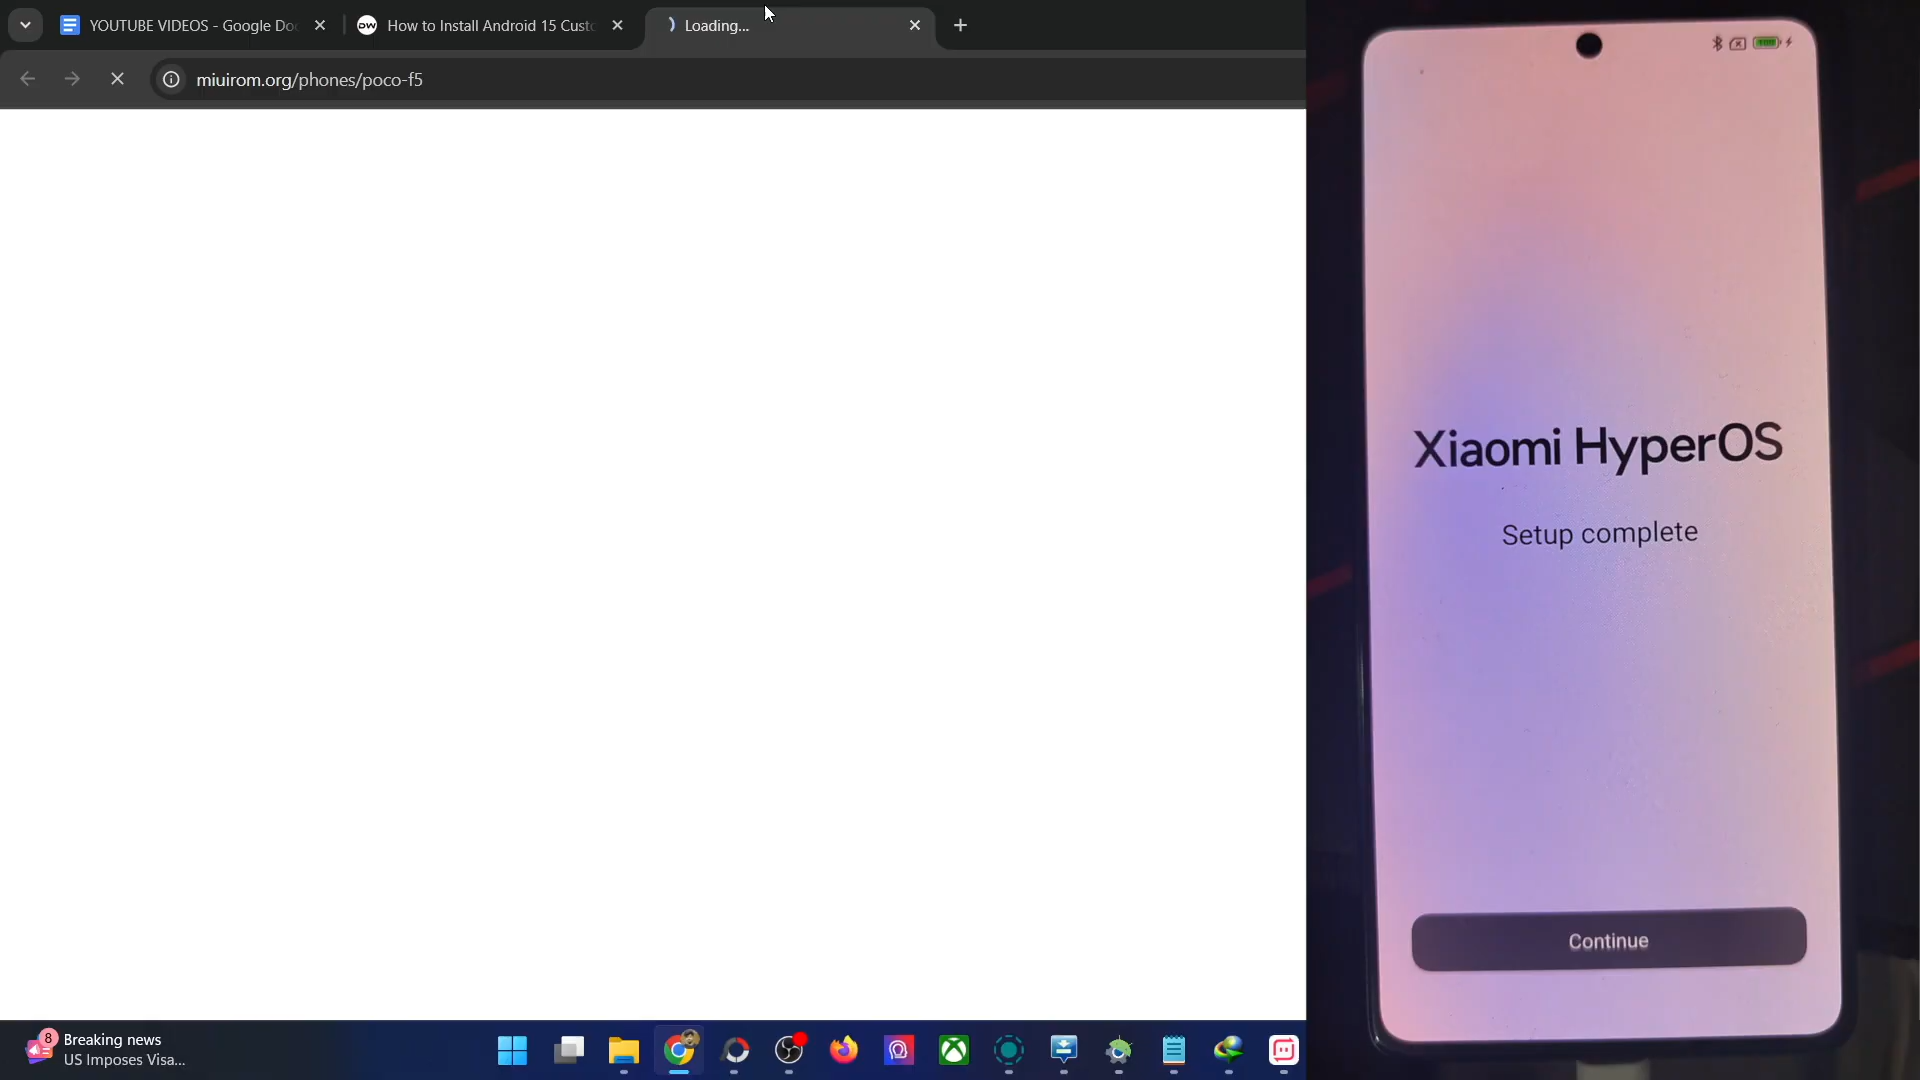 YOUTUBE VIDEOS - Google Do
How to Install Android 15 Custo
Loading...
miuirom.org/phones/poco-f5
Xiaomi HyperOS
Setup complete
Continue
8
Breaking news
US Imposes Visa...